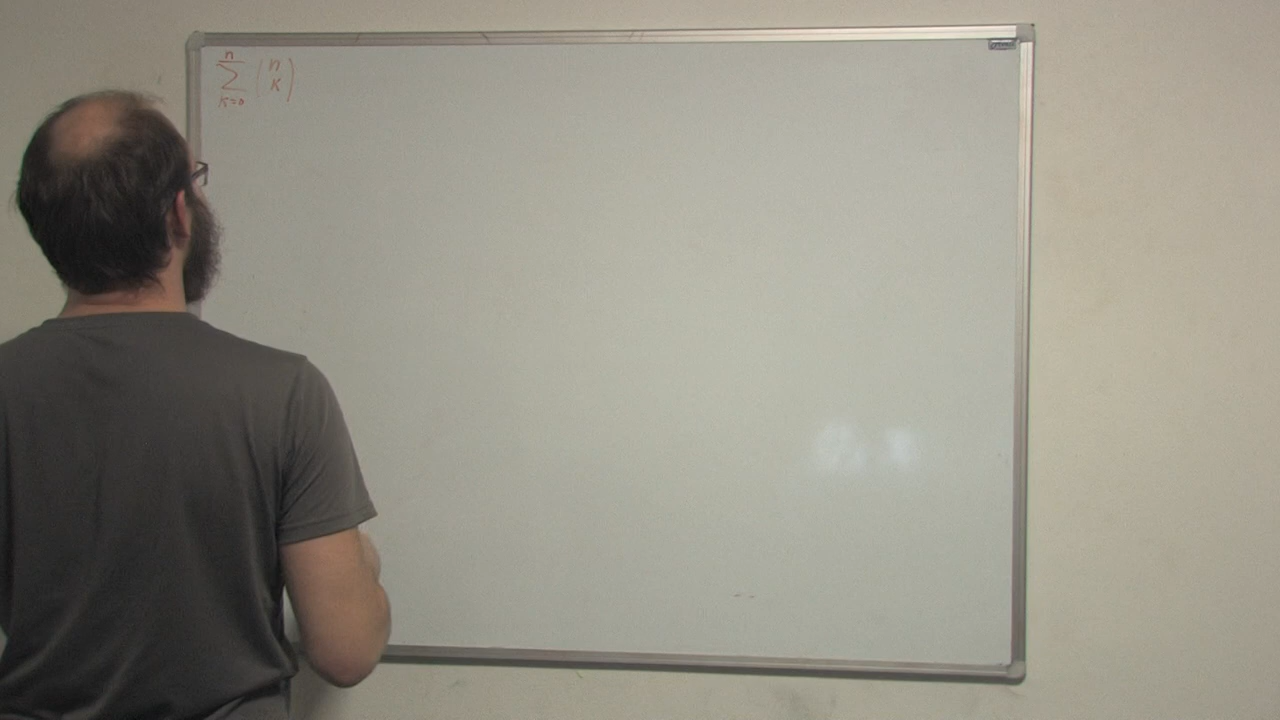 n
∑ (n
k=0 k)